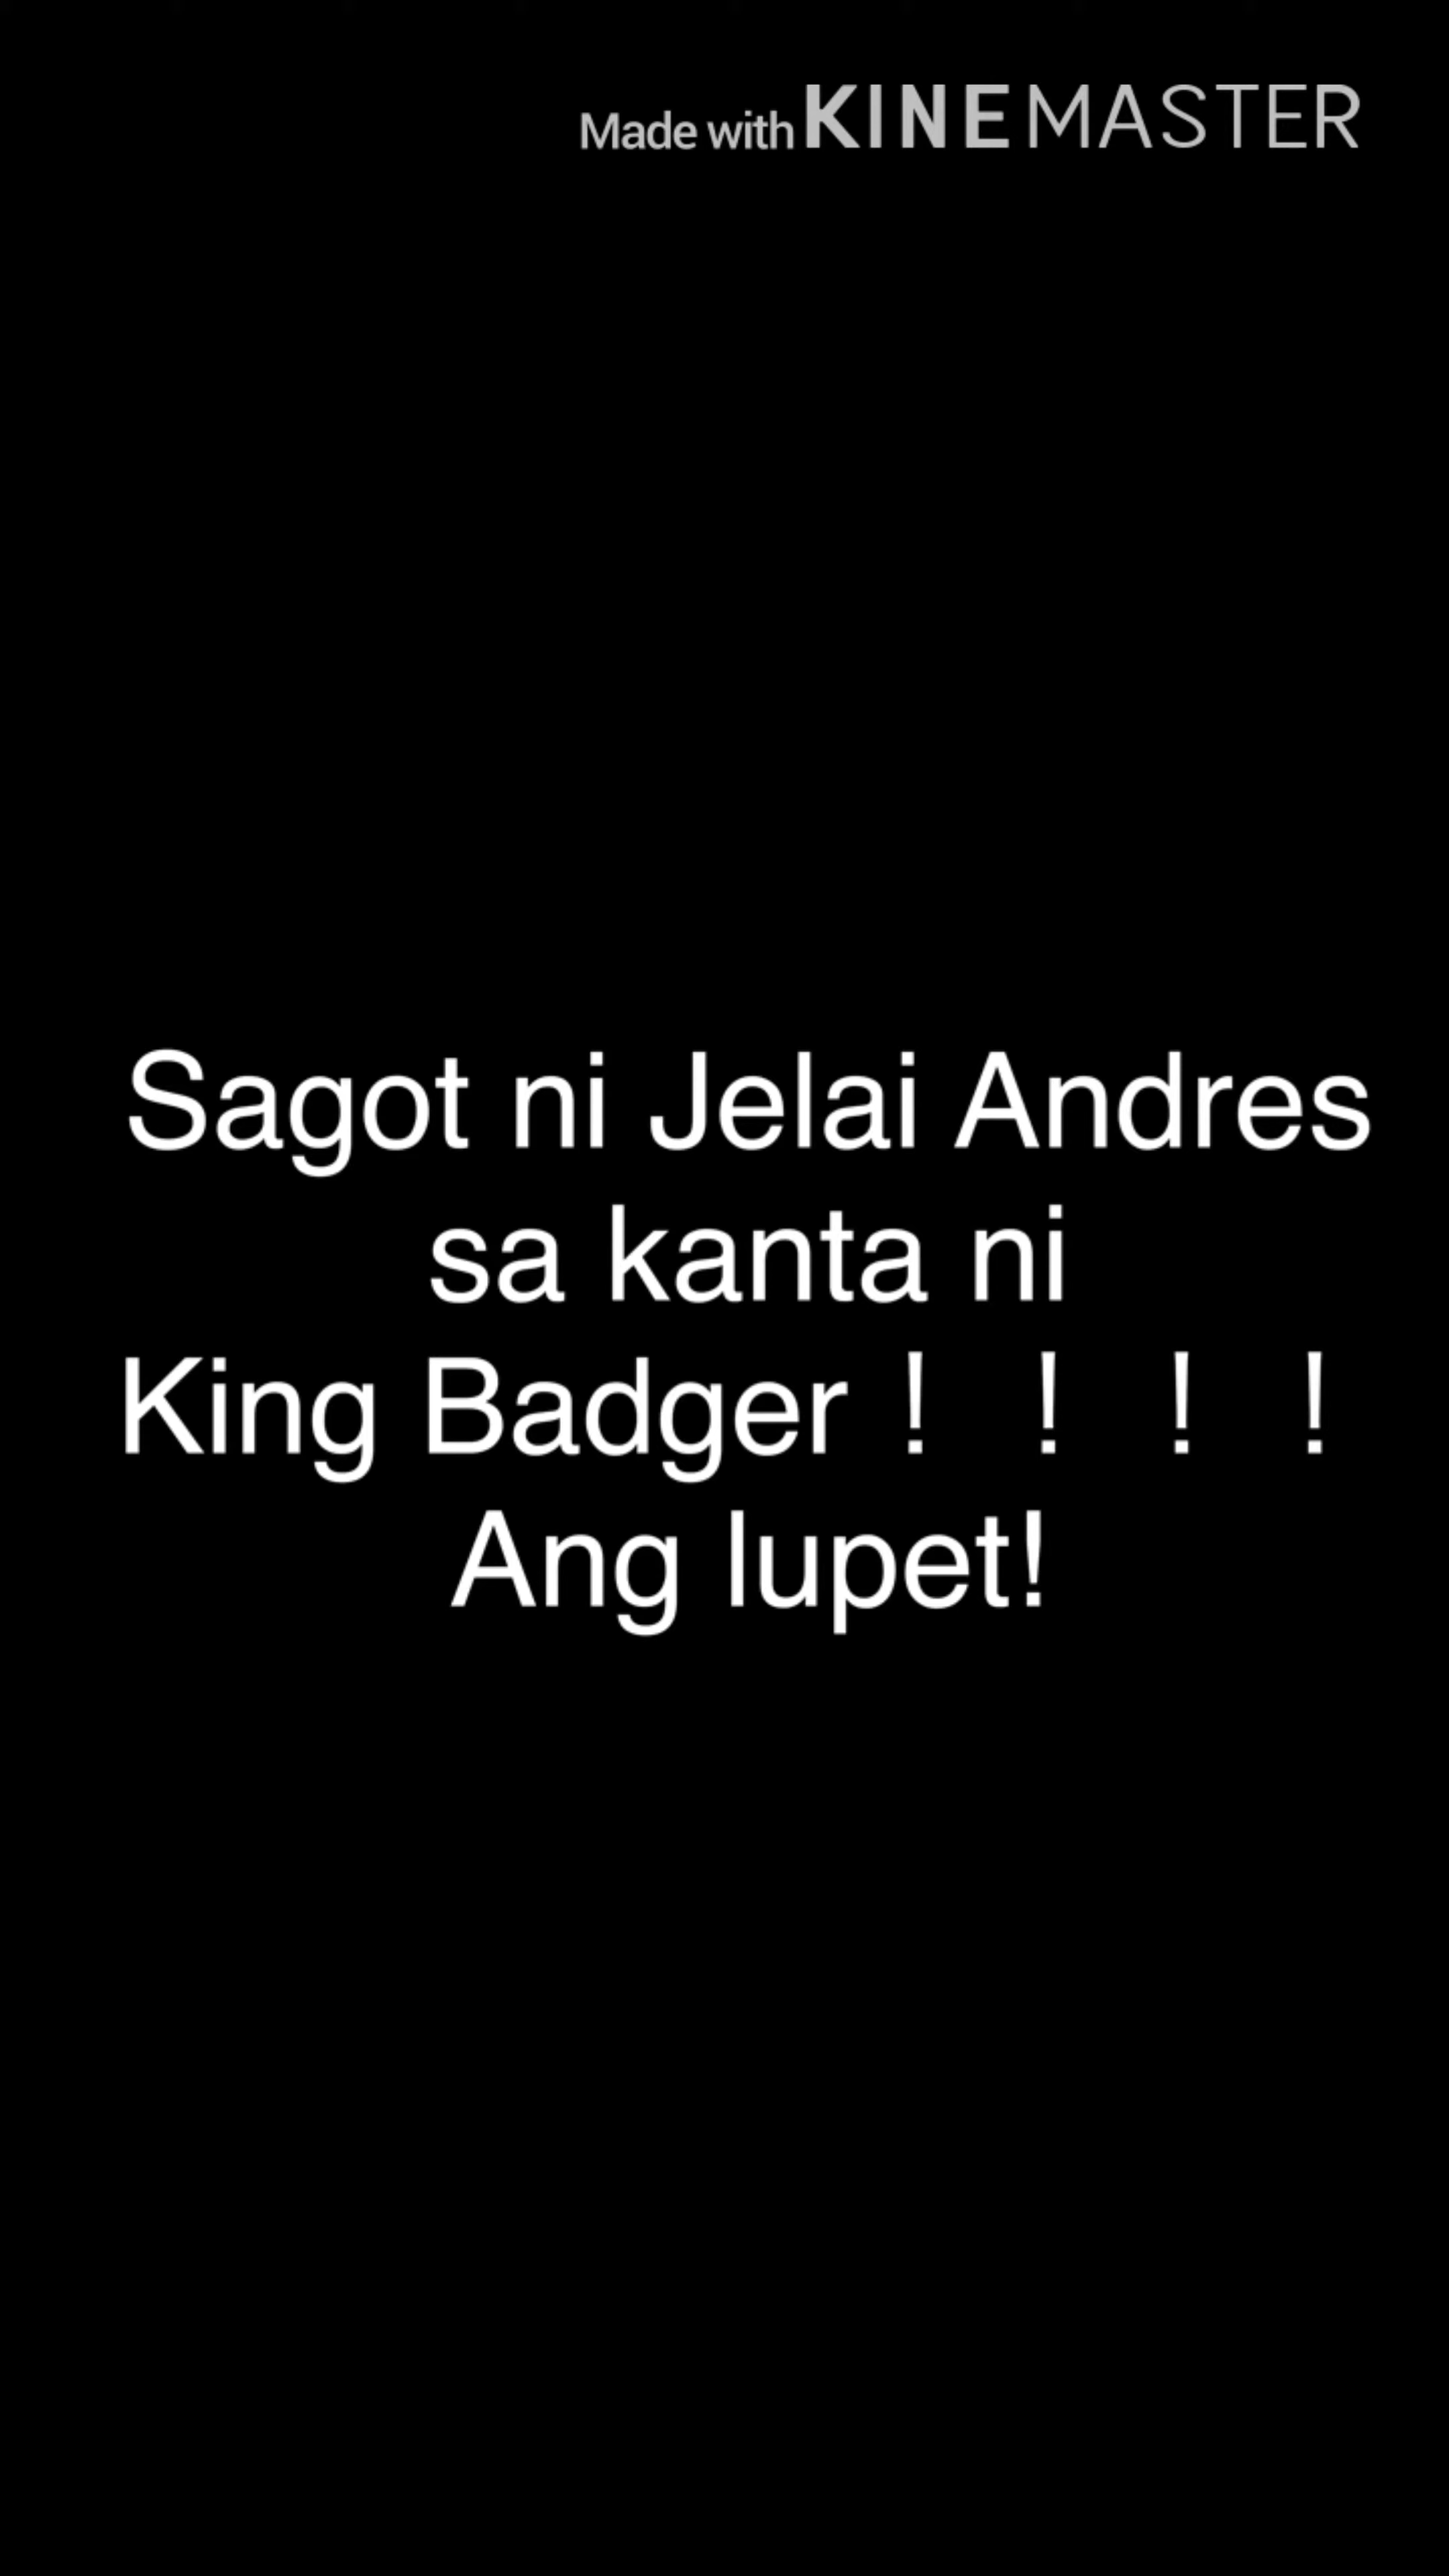 Made with KINEMASTER
Sagot ni Jelai Andres
sa kanta ni
King Badger！！！！
Ang lupet!